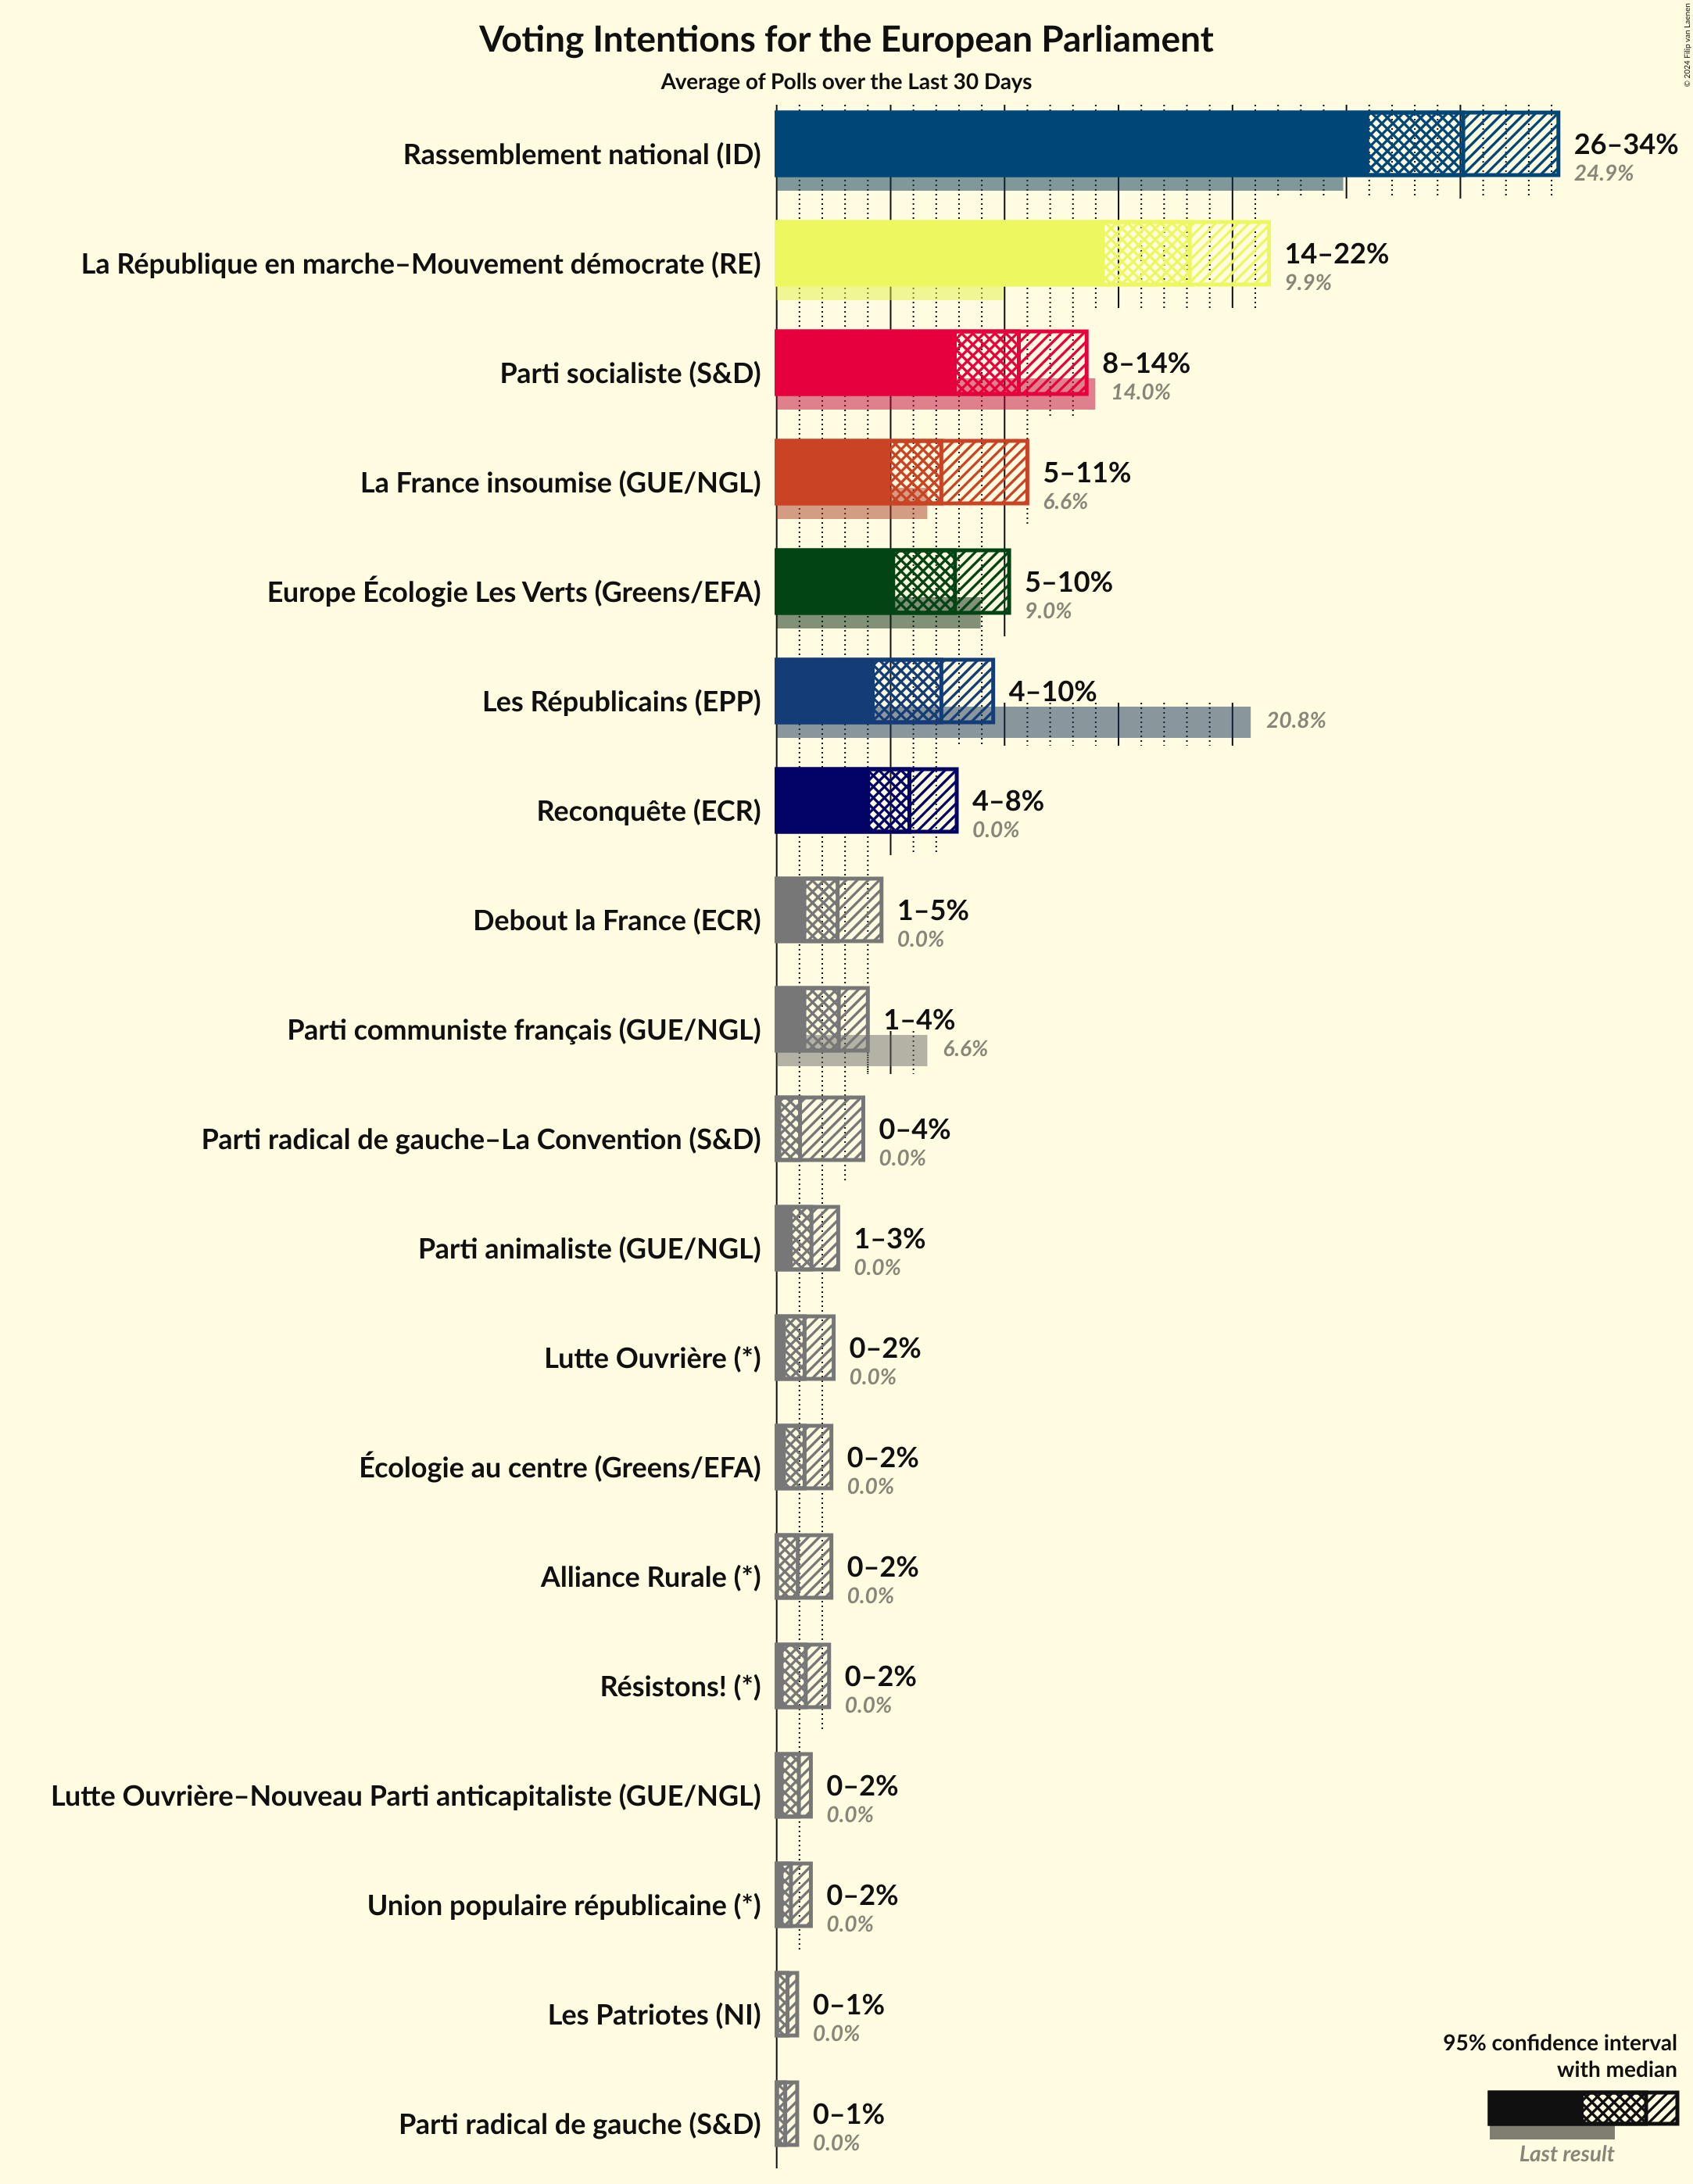 Voting Intentions for the European Parliament
Average of Polls over the Last 30 Days
© 2024 Filip van Laenen
Rassemblement national (ID)
26–34%
24.9%
La République en marche–Mouvement démocrate (RE)
14–22%
9.9%
Parti socialiste (S&D)
8–14%
14.0%
La France insoumise (GUE/NGL)
5–11%
6.6%
Europe Écologie Les Verts (Greens/EFA)
5–10%
9.0%
Les Républicains (EPP)
4–10%
20.8%
Reconquête (ECR)
4–8%
0.0%
Debout la France (ECR)
1–5%
0.0%
Parti communiste français (GUE/NGL)
1–4%
6.6%
Parti radical de gauche–La Convention (S&D)
0–4%
0.0%
Parti animaliste (GUE/NGL)
1–3%
0.0%
Lutte Ouvrière (*)
0–2%
0.0%
Écologie au centre (Greens/EFA)
0–2%
0.0%
Alliance Rurale (*)
0–2%
0.0%
Résistons! (*)
0–2%
0.0%
Lutte Ouvrière–Nouveau Parti anticapitaliste (GUE/NGL)
0–2%
0.0%
Union populaire républicaine (*)
0–2%
0.0%
Les Patriotes (NI)
0–1%
0.0%
Parti radical de gauche (S&D)
0–1%
0.0%
95% confidence interval
with median
Last result